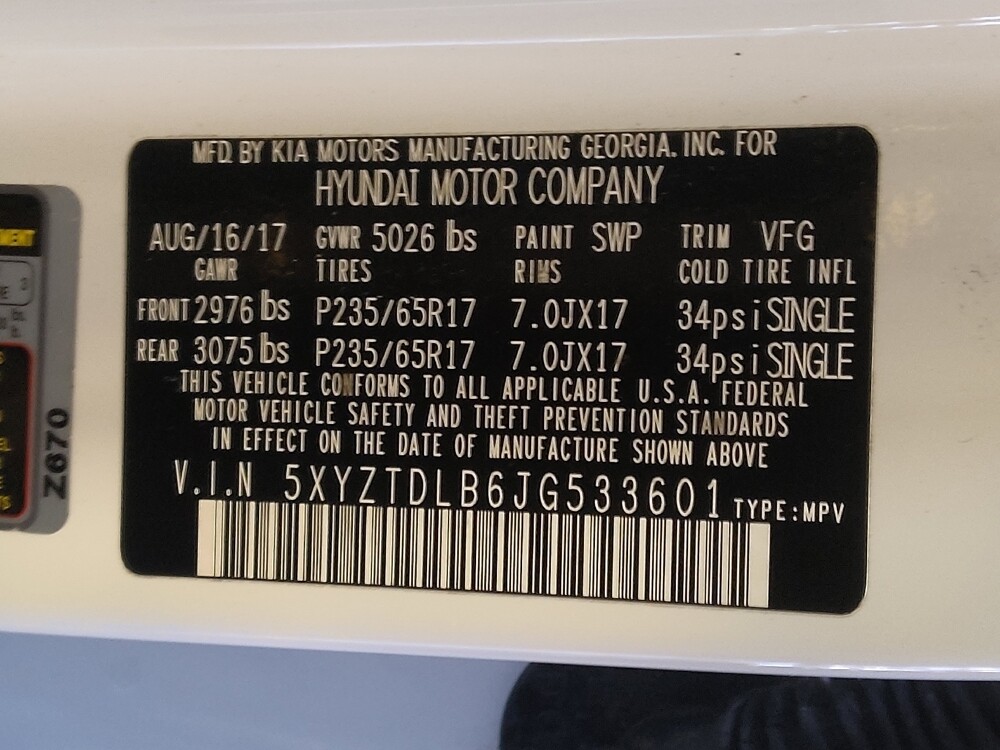 MFD. BY KIA MOTORS MANUFACTURING GEORGIA. INC. FOR
HYUNDAI MOTOR COMPANY
AUG/16/17 GVWR 5026 lbs PAINT SWP TRIM VFG
GAWR TIRES RIMS COLD TIRE INFL
FRONT 2976 lbs P235/65R17 7.0JX17 34psi SINGLE
REAR 3075 lbs P235/65R17 7.0JX17 34psi SINGLE
THIS VEHICLE CONFORMS TO ALL APPLICABLE U.S.A. FEDERAL
MOTOR VEHICLE SAFETY AND THEFT PREVENTION STANDARDS
IN EFFECT ON THE DATE OF MANUFACTURE SHOWN ABOVE
V.I.N 5XYZTDLB6JG533601 TYPE:MPV
Z670